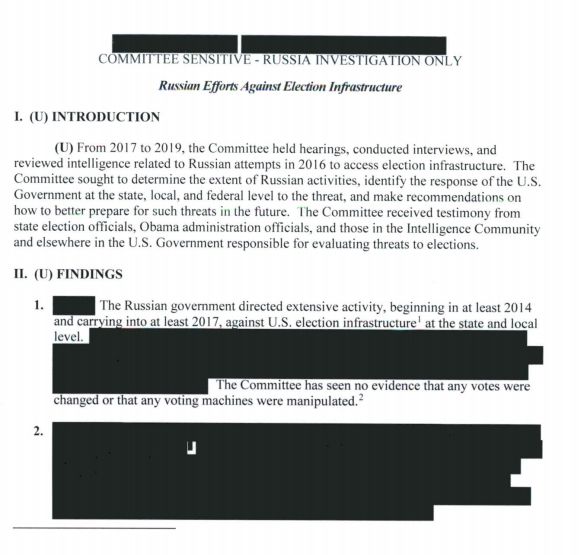 COMMITTEE SENSITIVE - RUSSIA INVESTIGATION ONLY
Russian Efforts Against Election Infrastructure
I. (U) INTRODUCTION
(U) From 2017 to 2019, the Committee held hearings, conducted interviews, and
reviewed intelligence related to Russian attempts in 2016 to access election infrastructure. The
Committee sought to determine the extent of Russian activities, identify the response of the U.S.
Government at the state, local, and federal level to the threat, and make recommendations on
how to better prepare for such threats in the future. The Committee received testimony from
state election officials, Obama administration officials, and those in the Intelligence Community
and elsewhere in the U.S. Government responsible for evaluating threats to elections.
II. (U) FINDINGS
1. The Russian government directed extensive activity, beginning in at least 2014
and carrying into at least 2017, against U.S. election infrastructure¹ at the state and local
level.
The Committee has seen no evidence that any votes were
changed or that any voting machines were manipulated.²
2.